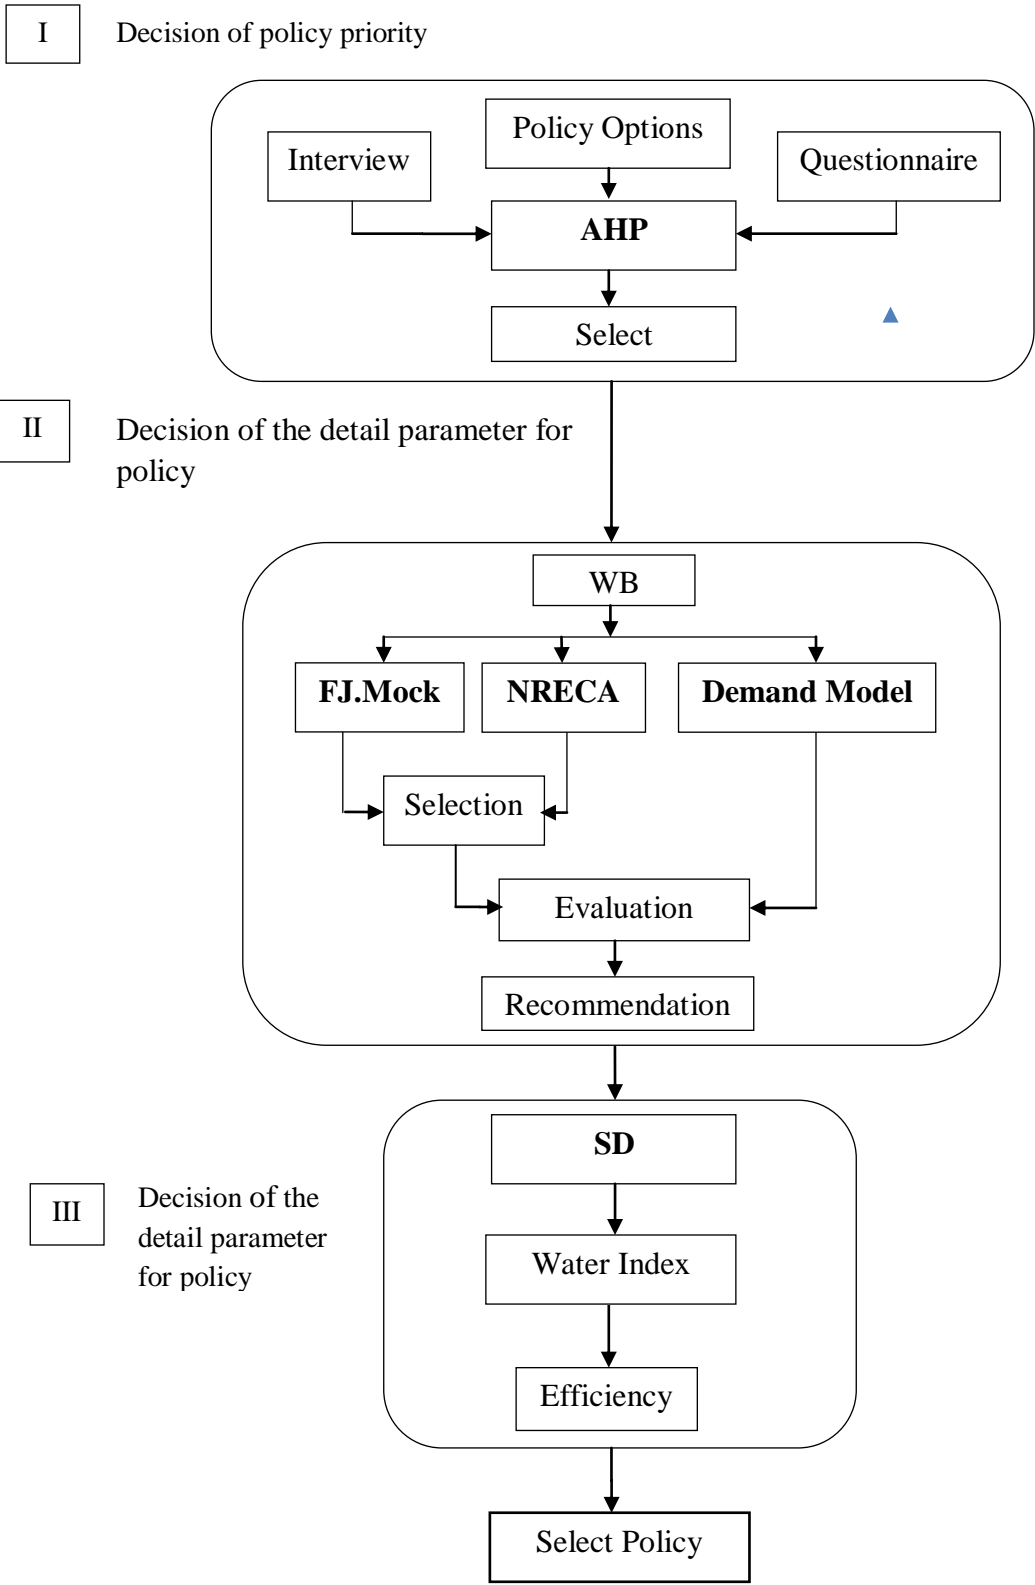 I
Decision of policy priority
Policy Options
Interview
Questionnaire
AHP
Select
II
Decision of the detail parameter for
policy
WB
FJ.Mock
NRECA
Demand Model
Selection
Evaluation
Recommendation
SD
III
Decision of the
detail parameter
for policy
Water Index
Efficiency
Select Policy